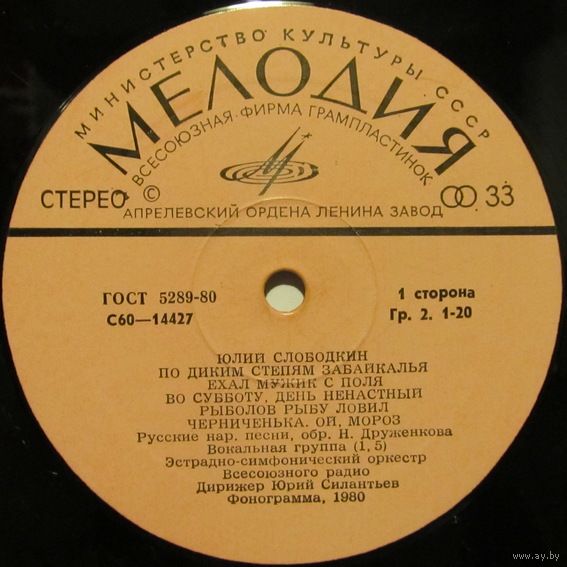 МИНИСТЕРСТВО КУЛЬТУРЫ СССР
МЕЛОДИЯ
ВСЕСОЮЗНАЯ ФИРМА ГРАМПЛАСТИНОК
СТЕРЕО © 33
АПРЕЛЕВСКИЙ ОРДЕНА ЛЕНИНА ЗАВОД
ГОСТ 5289-80 1 сторона
С60—14427 Гр. 2. 1-20
ЮЛИЙ СЛОБОДКИН
ПО ДИКИМ СТЕПЯМ ЗАБАЙКАЛЬЯ
ЕХАЛ МУЖИК С ПОЛЯ
ВО СУББОТУ, ДЕНЬ НЕНАСТНЫЙ
РЫБОЛОВ РЫБУ ЛОВИЛ
ЧЕРНИЧЕНЬКА. ОЙ, МОРОЗ
Русские нар. песни, обр. Н. Друженкова
Вокальная группа (1, 5)
Эстрадно-симфонический оркестр
Всесоюзного радио
Дирижер Юрий Силантьев
Фонограмма, 1980
www.ay.by